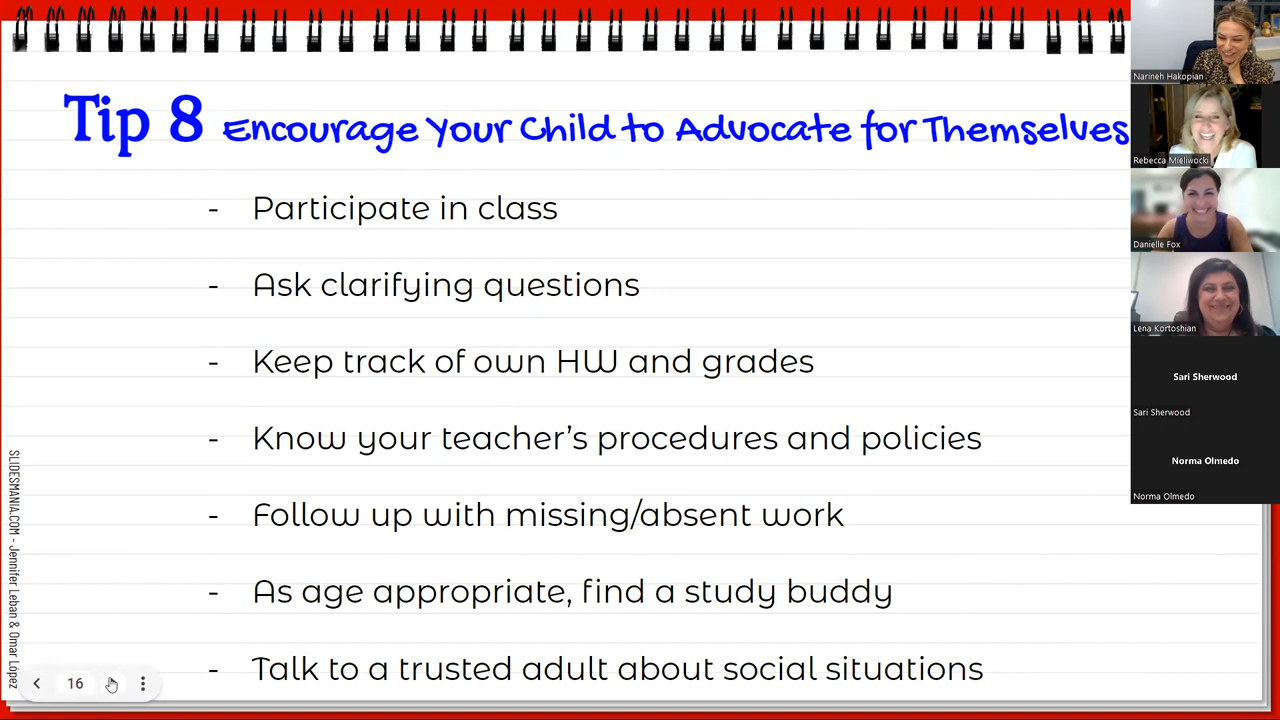 Tip 8 Encourage Your Child to Advocate for Themselves
- Participate in class
- Ask clarifying questions
- Keep track of own HW and grades
- Know your teacher's procedures and policies
- Follow up with missing/absent work
- As age appropriate, find a study buddy
- Talk to a trusted adult about social situations
SLIDESMANIA.COM - Jennifer Leban & Omar López
16
Narineh Hakopian
Rebecca Mieliwocki
Danielle Fox
Lena Kortoshian
Sari Sherwood
Sari Sherwood
Norma Olmedo
Norma Olmedo